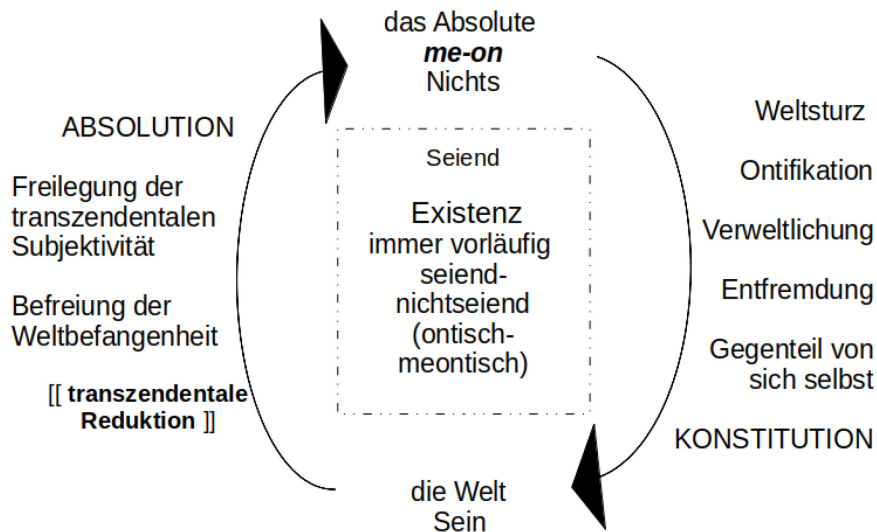 das Absolute
me-on
Nichts
ABSOLUTION
Freilegung der
transzendentalen
Subjektivität
Befreiung der
Weltbefangenheit
[[ transzendentale
Reduktion ]]
Seiend
Existenz
immer vorläufig
seiend-
nichtseiend
(ontisch-
meontisch)
Weltsturz
Ontifikation
Verweltlichung
Entfremdung
Gegenteil von
sich selbst
KONSTITUTION
die Welt
Sein